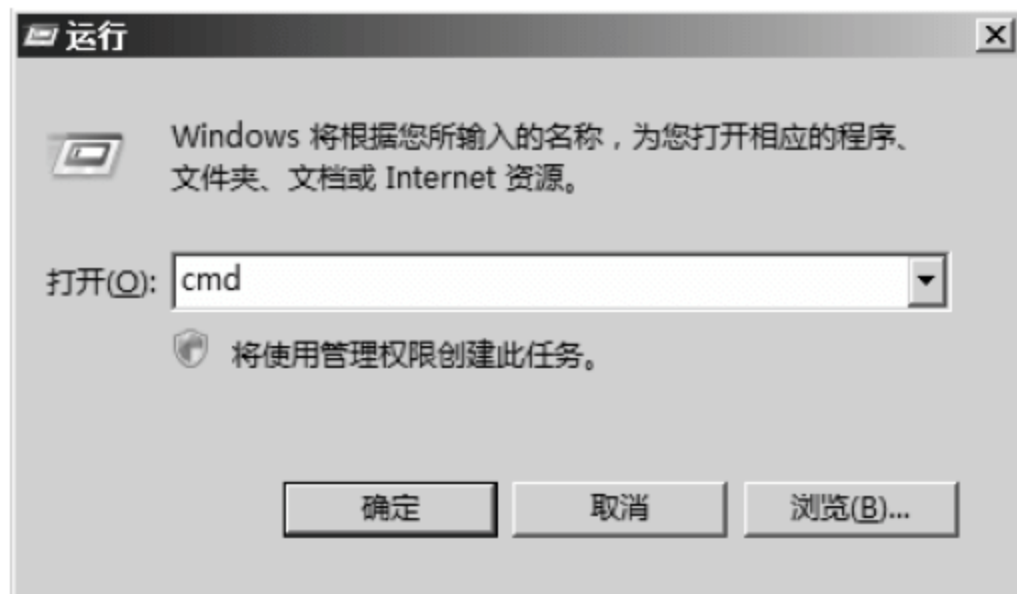 运行
Windows 将根据您所输入的名称，为您打开相应的程序、
文件夹、文档或 Internet 资源。
打开(O): cmd
将使用管理权限创建此任务。
确定 取消 浏览(B)...